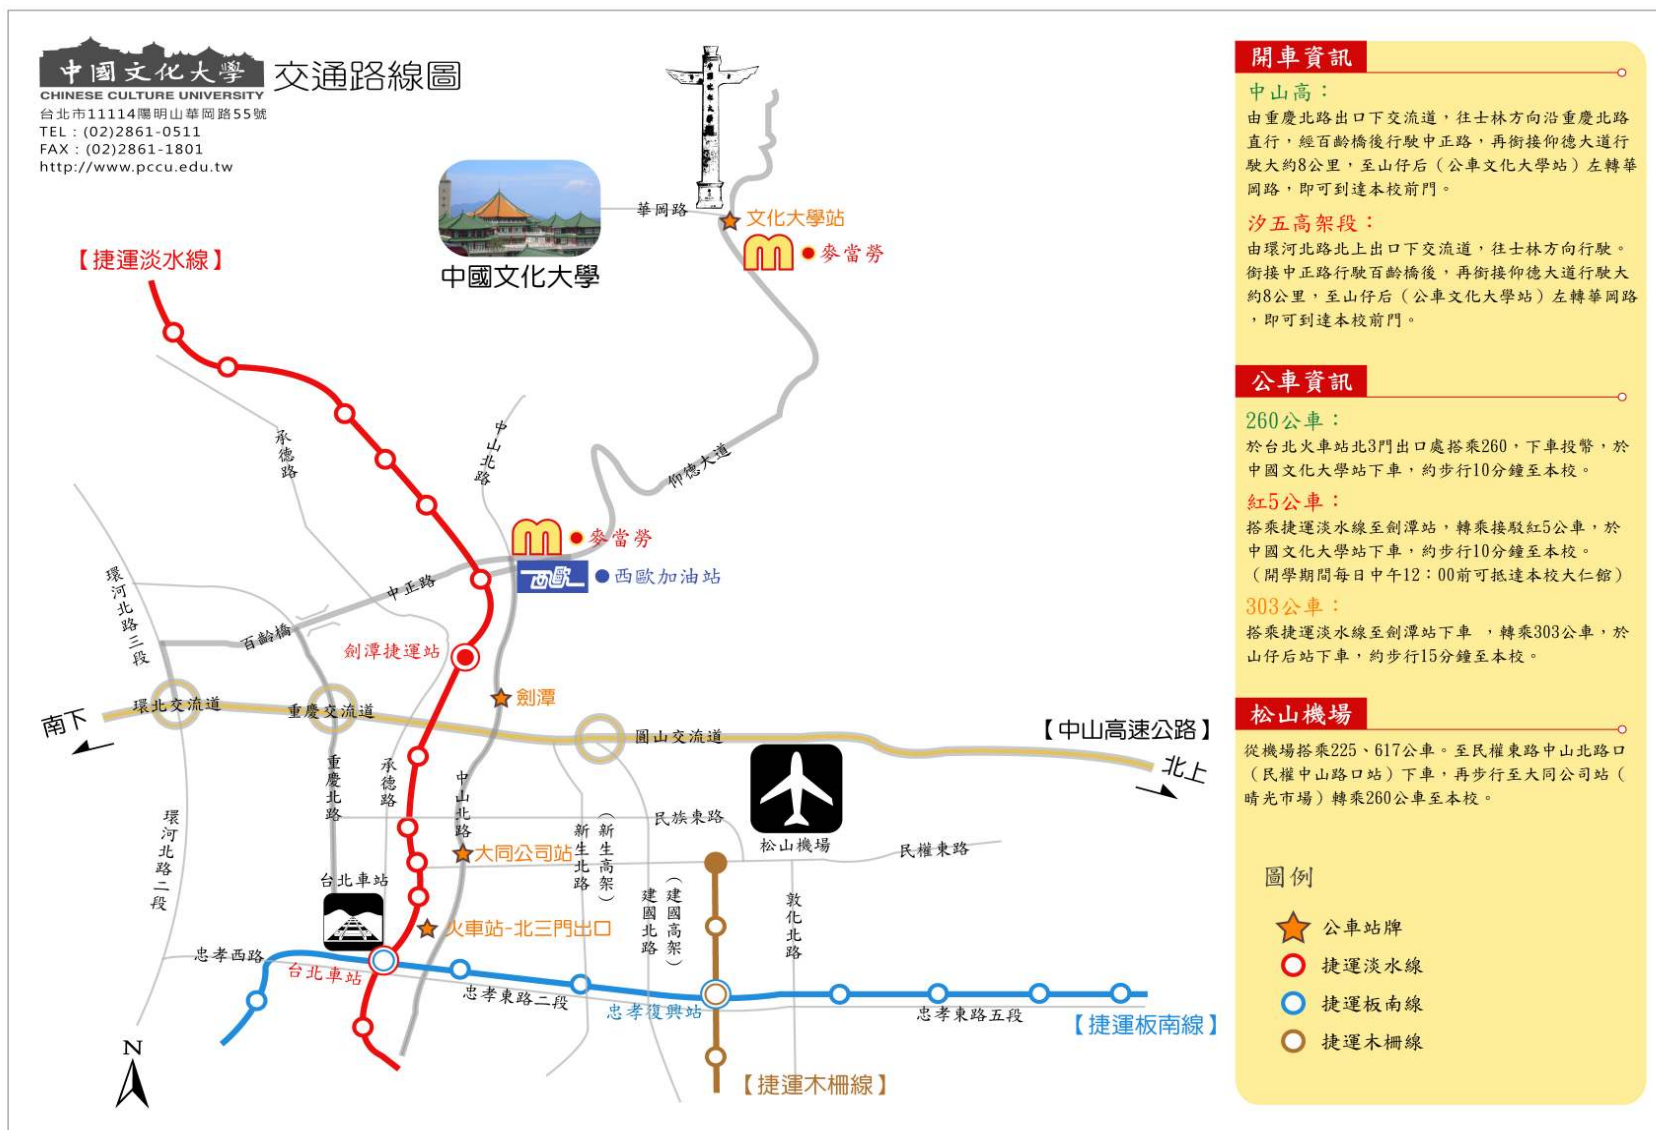 中國文化大學
CHINESE CULTURE UNIVERSITY
交通路線圖
台北市11114陽明山華岡路55號
TEL : (02)2861-0511
FAX : (02)2861-1801
http://www.pccu.edu.tw
中國文化大學
華岡路
文化大學站
麥當勞
【捷運淡水線】
承德路
中山北路
仰德大道
麥當勞
西歐
西歐加油站
中正路
環河北路三段
百齡橋
劍潭捷運站
劍潭
南下
環北交流道
重慶交流道
圓山交流道
【中山高速公路】
北上
重慶北路
承德路
中山北路
環河北路二段
大同公司站
新生北路
(新生高架)
民族東路
松山機場
民權東路
台北車站
火車站-北三門出口
建國北路
(建國高架)
敦化北路
忠孝西路
台北車站
忠孝東路二段
忠孝復興站
忠孝東路五段
【捷運板南線】
【捷運木柵線】
N
開車資訊
中山高：
由重慶北路出口下交流道，往士林方向沿重慶北路
直行，經百齡橋後行駛中正路，再銜接仰德大道行
駛大約8公里，至山仔后（公車文化大學站）左轉華
岡路，即可到達本校前門。
汐五高架段：
由環河北路北上出口下交流道，往士林方向行駛。
銜接中正路行駛百齡橋後，再銜接仰德大道行駛大
約8公里，至山仔后（公車文化大學站）左轉華岡路
，即可到達本校前門。
公車資訊
260公車：
於台北火車站北3門出口處搭乘260，下車投幣，於
中國文化大學站下車，約步行10分鐘至本校。
紅5公車：
搭乘捷運淡水線至劍潭站，轉乘接駁紅5公車，於
中國文化大學站下車，約步行10分鐘至本校。
（開學期間每日中午12：00前可抵達本校大仁館）
303公車：
搭乘捷運淡水線至劍潭站下車 ，轉乘303公車，於
山仔后站下車，約步行15分鐘至本校。
松山機場
從機場搭乘225、617公車。至民權東路中山北路口
（民權中山路口站）下車，再步行至大同公司站（
晴光市場）轉乘260公車至本校。
圖例
公車站牌
捷運淡水線
捷運板南線
捷運木柵線